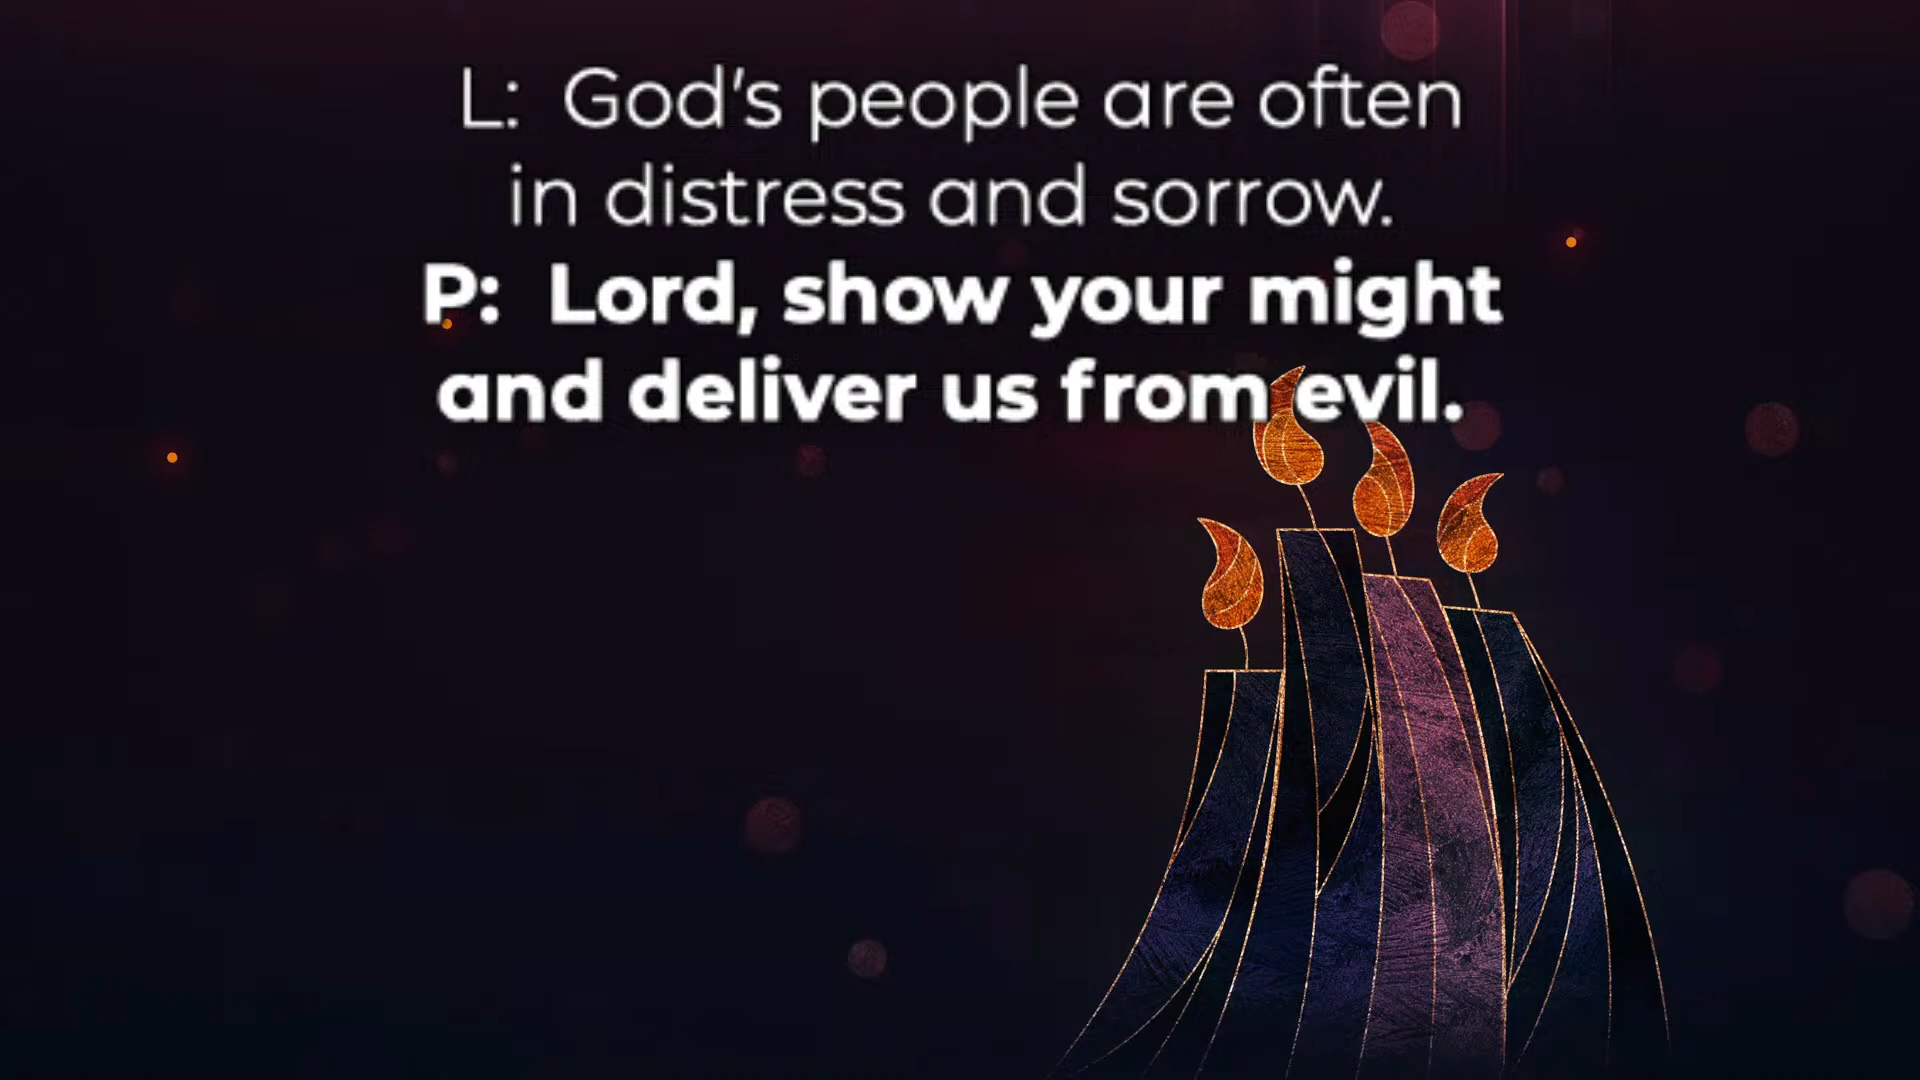 L: God's people are often
in distress and sorrow.
P: Lord, show your might
and deliver us from evil.